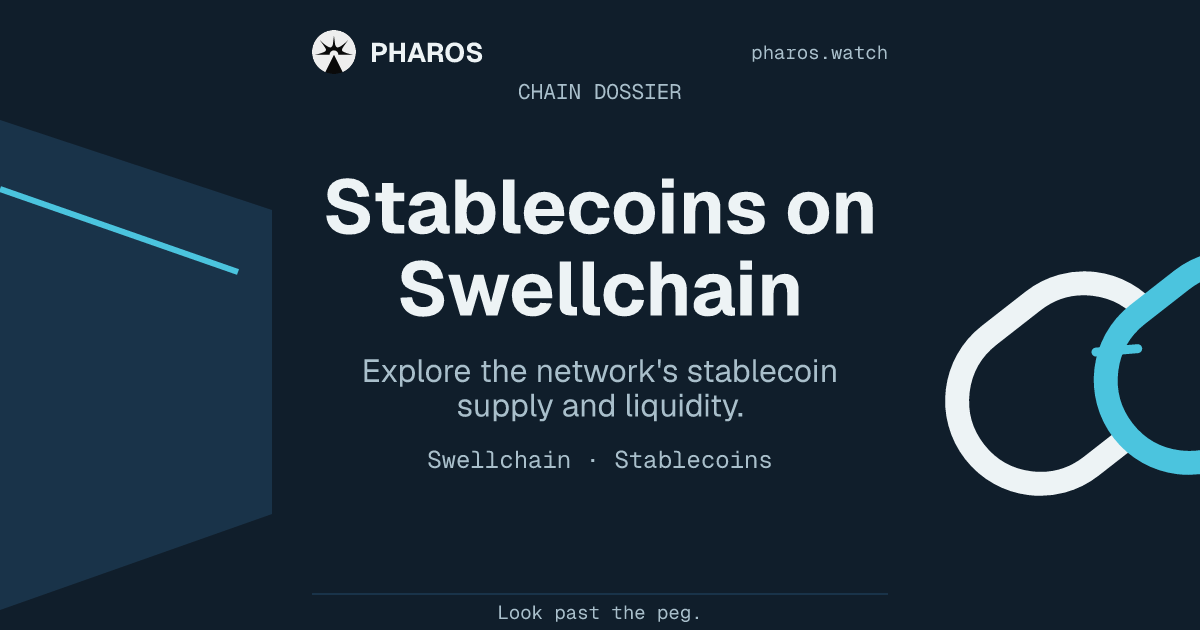 PHAROS
pharos.watch
CHAIN DOSSIER
Stablecoins on
Swellchain
Explore the network's stablecoin
supply and liquidity.
Swellchain · Stablecoins
Look past the peg.